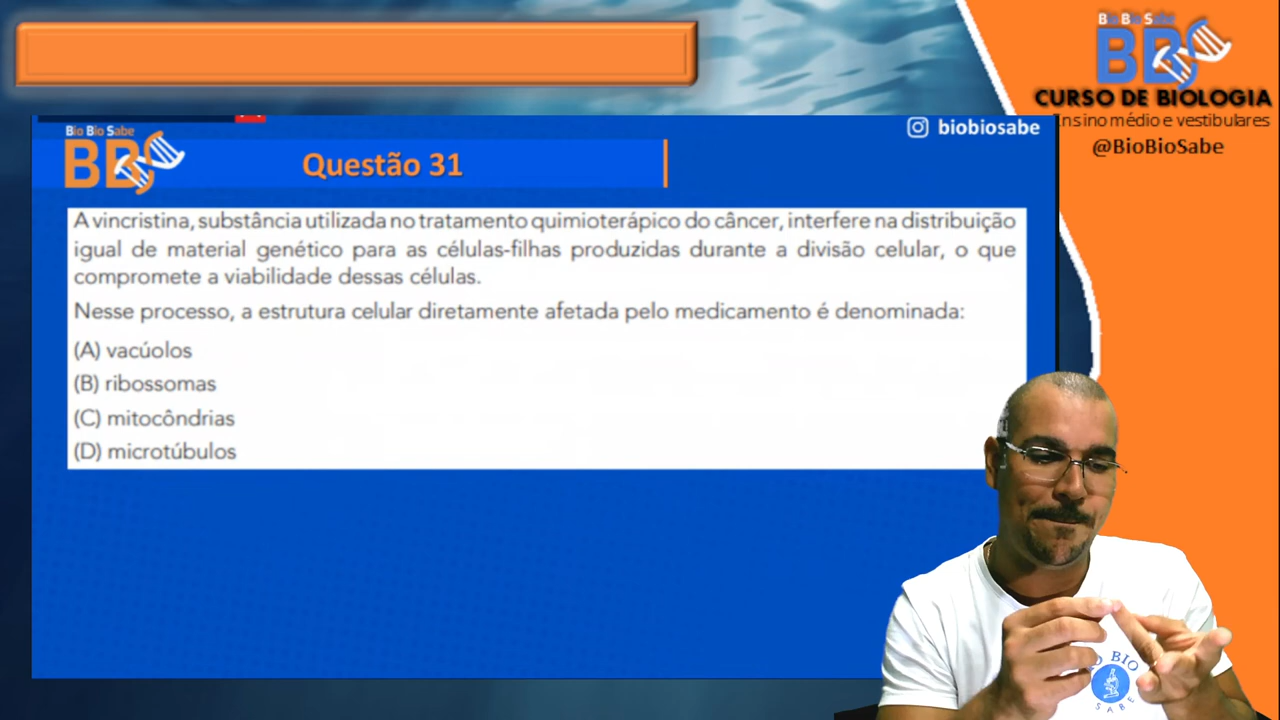 Bio Bio Sabe
BBS
CURSO DE BIOLOGIA
Ensino médio e vestibulares
@BioBioSabe
Bio Bio Sabe
BBS
Questão 31
biobiosabe
A vincristina, substância utilizada no tratamento quimioterápico do câncer, interfere na distribuição
igual de material genético para as células-filhas produzidas durante a divisão celular, o que
compromete a viabilidade dessas células.
Nesse processo, a estrutura celular diretamente afetada pelo medicamento é denominada:
(A) vacúolos
(B) ribossomas
(C) mitocôndrias
(D) microtúbulos
BIO
SABE